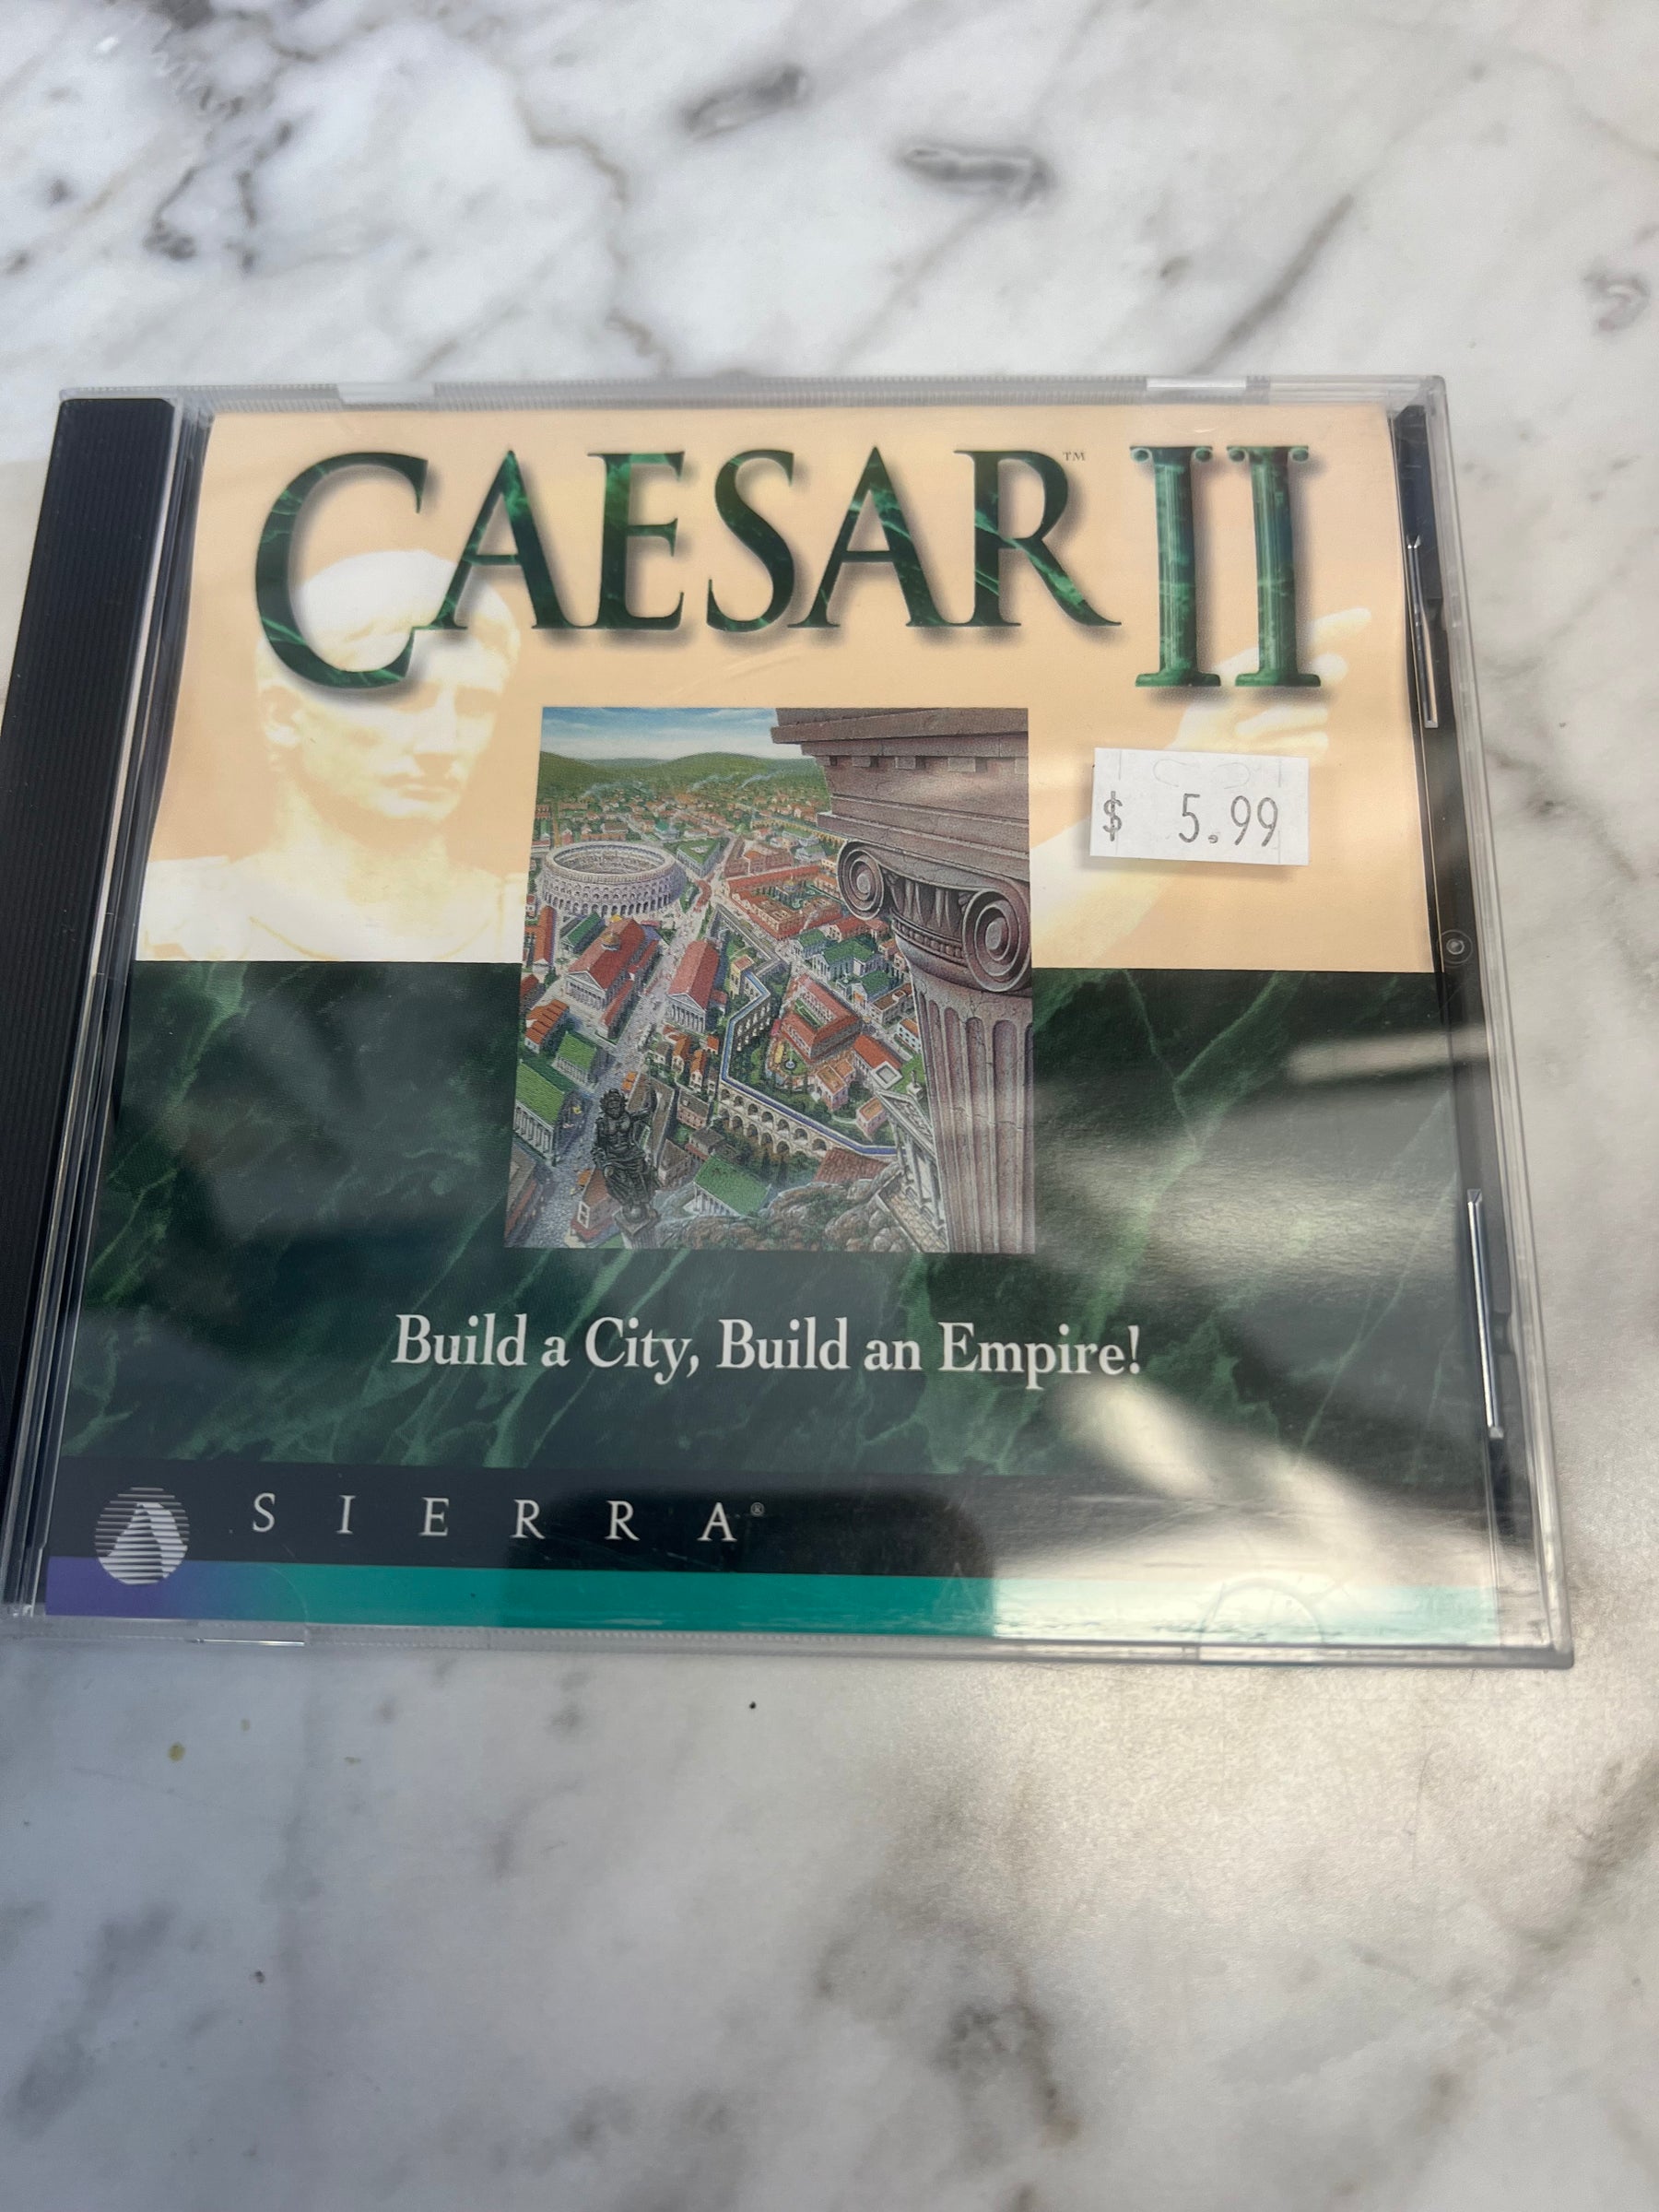 CAESAR™ II
$ 5.99
Build a City, Build an Empire!
SIERRA®